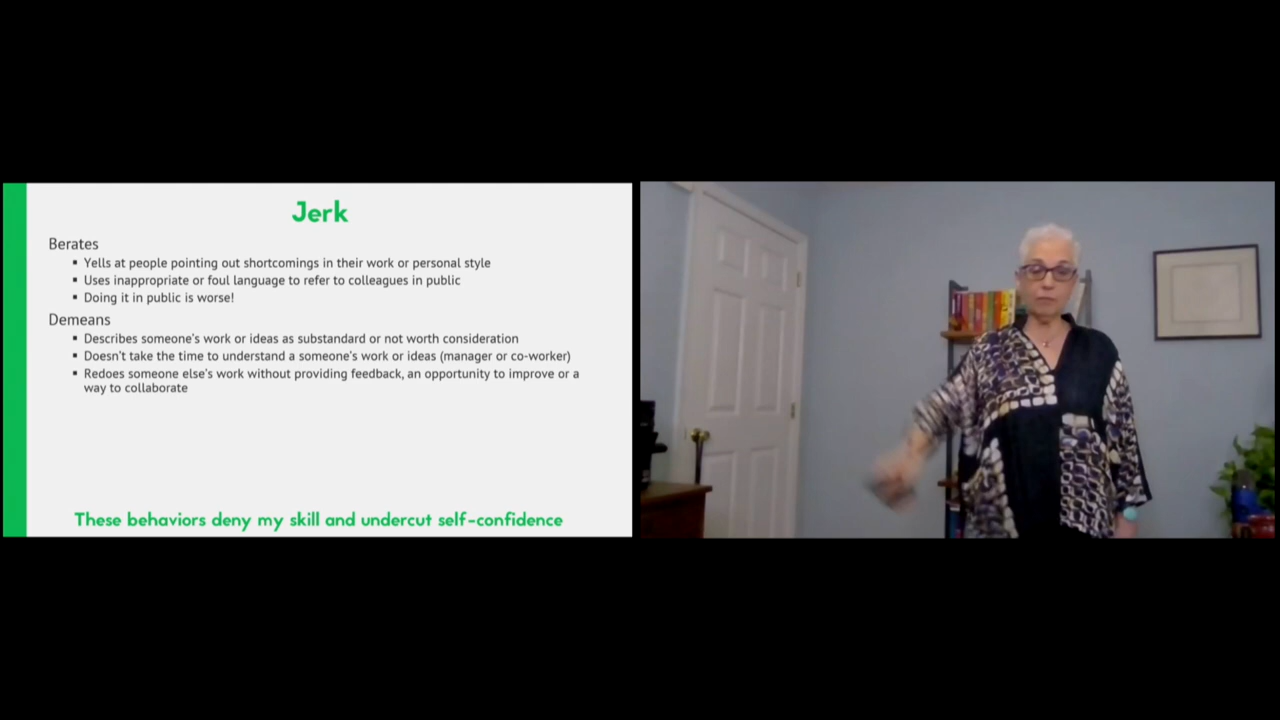 Jerk
Berates
▪ Yells at people pointing out shortcomings in their work or personal style
▪ Uses inappropriate or foul language to refer to colleagues in public
▪ Doing it in public is worse!
Demeans
▪ Describes someone's work or ideas as substandard or not worth consideration
▪ Doesn't take the time to understand a someone's work or ideas (manager or co-worker)
▪ Redoes someone else's work without providing feedback, an opportunity to improve or a
way to collaborate
These behaviors deny my skill and undercut self-confidence